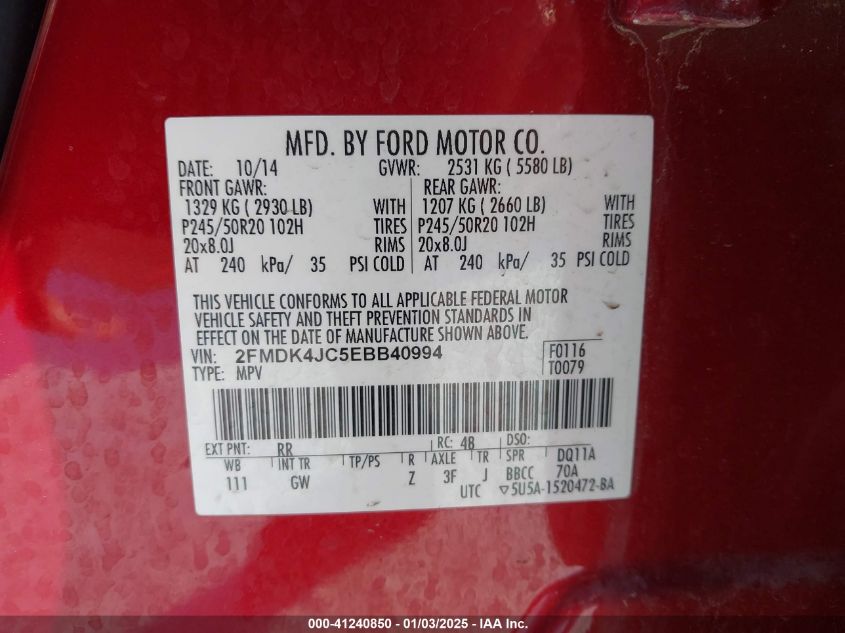 MFD. BY FORD MOTOR CO.
DATE: 10/14 GVWR: 2531 KG ( 5580 LB)
FRONT GAWR: REAR GAWR:
1329 KG ( 2930 LB) WITH 1207 KG ( 2660 LB) WITH
P245/50R20 102H TIRES P245/50R20 102H TIRES
20x8.0J RIMS 20x8.0J RIMS
AT 240 kPa/ 35 PSI COLD AT 240 kPa/ 35 PSI COLD
THIS VEHICLE CONFORMS TO ALL APPLICABLE FEDERAL MOTOR
VEHICLE SAFETY AND THEFT PREVENTION STANDARDS IN
EFFECT ON THE DATE OF MANUFACTURE SHOWN ABOVE.
VIN: 2FMDK4JC5EBB40994 F0116
TYPE: MPV T0079
EXT PNT: RR RC: 48 DSO:
WB INT TR TP/PS R AXLE TR SPR DQ11A
111 GW Z 3F J BBCC 70A
UTC ▽5U5A-1520472-BA
000-41240850 01/03/2025 IAAI.COM